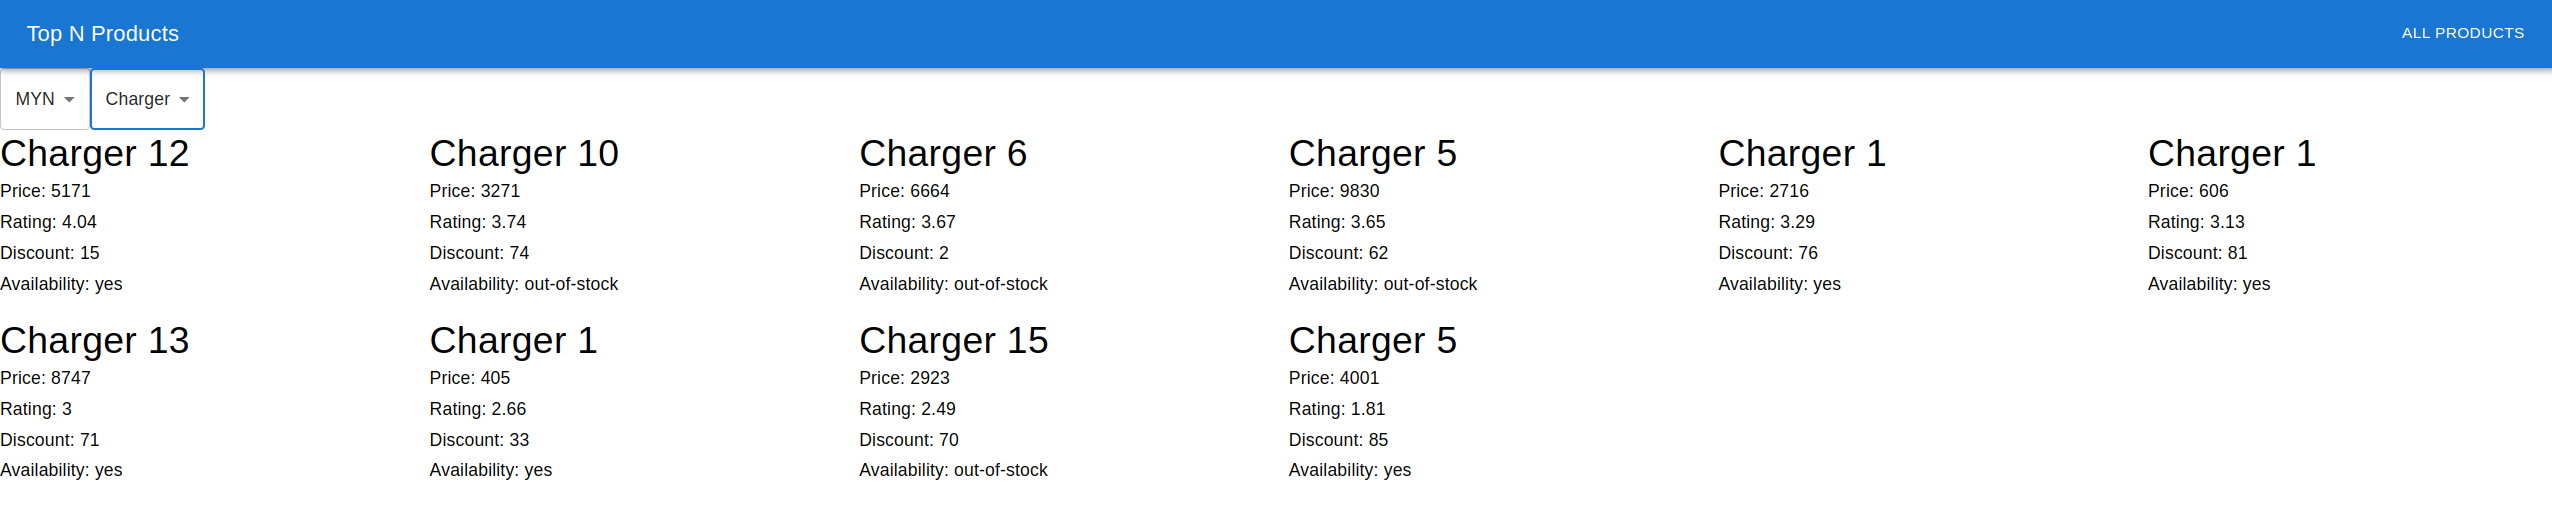 Top N Products
ALL PRODUCTS
MYN
Charger
Charger 12
Price: 5171
Rating: 4.04
Discount: 15
Availability: yes
Charger 10
Price: 3271
Rating: 3.74
Discount: 74
Availability: out-of-stock
Charger 6
Price: 6664
Rating: 3.67
Discount: 2
Availability: out-of-stock
Charger 5
Price: 9830
Rating: 3.65
Discount: 62
Availability: out-of-stock
Charger 1
Price: 2716
Rating: 3.29
Discount: 76
Availability: yes
Charger 1
Price: 606
Rating: 3.13
Discount: 81
Availability: yes
Charger 13
Price: 8747
Rating: 3
Discount: 71
Availability: yes
Charger 1
Price: 405
Rating: 2.66
Discount: 33
Availability: yes
Charger 15
Price: 2923
Rating: 2.49
Discount: 70
Availability: out-of-stock
Charger 5
Price: 4001
Rating: 1.81
Discount: 85
Availability: yes